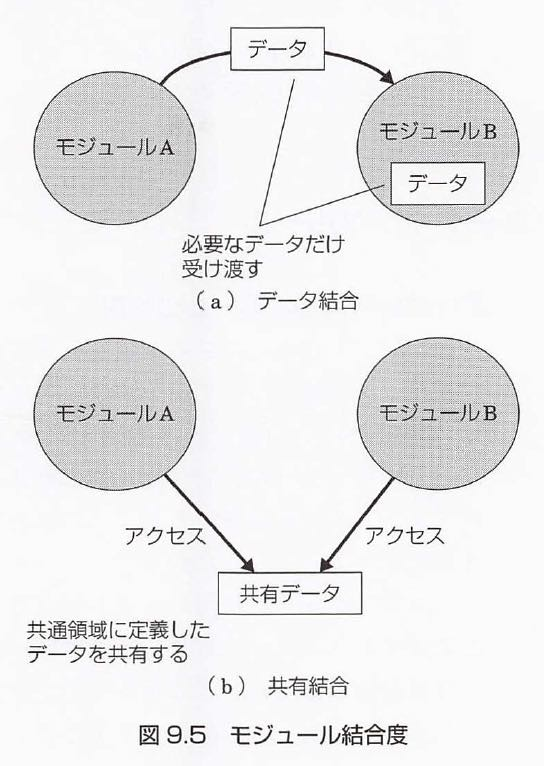 データ
モジュールA
モジュールB
データ
必要なデータだけ
受け渡す
(a) データ結合
モジュールA
モジュールB
アクセス
アクセス
共有データ
共通領域に定義した
データを共有する
(b) 共有結合
図 9.5 モジュール結合度